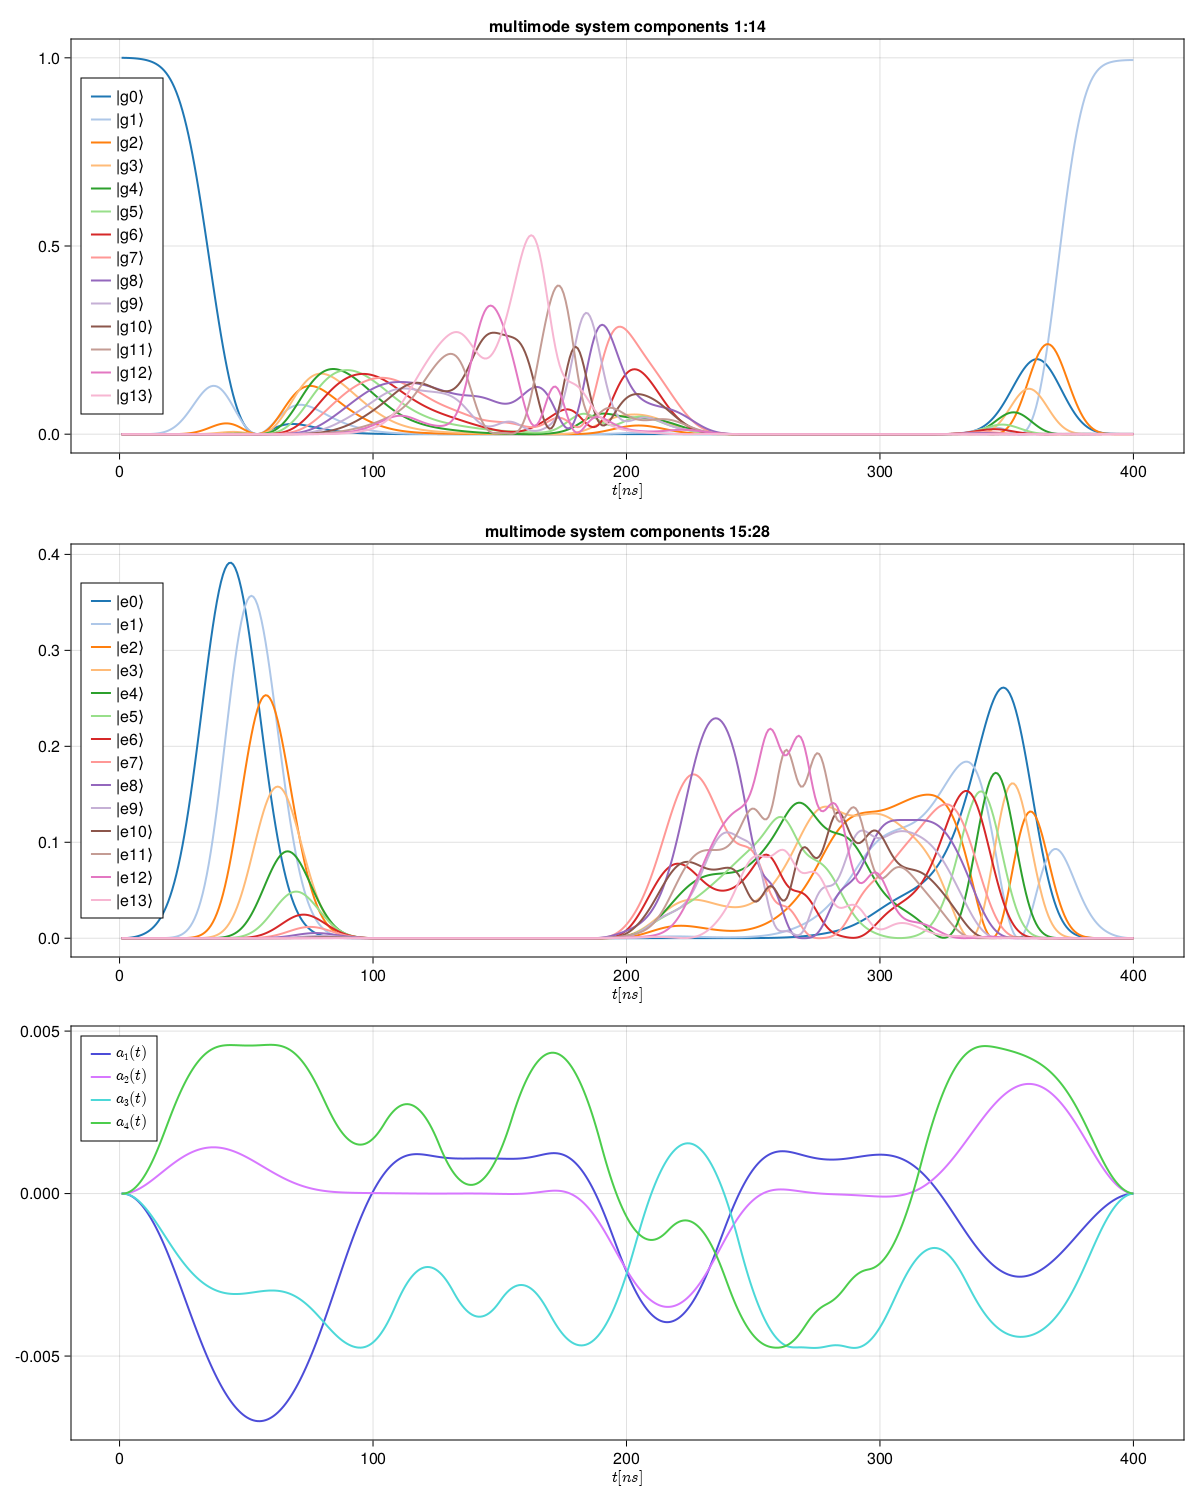 multimode system components 1:14
1.0
0.5
0.0
|g0⟩
|g1⟩
|g2⟩
|g3⟩
|g4⟩
|g5⟩
|g6⟩
|g7⟩
|g8⟩
|g9⟩
|g10⟩
|g11⟩
|g12⟩
|g13⟩
0 100 200 300 400
t[ns]
multimode system components 15:28
0.4
0.3
0.2
0.1
0.0
|e0⟩
|e1⟩
|e2⟩
|e3⟩
|e4⟩
|e5⟩
|e6⟩
|e7⟩
|e8⟩
|e9⟩
|e10⟩
|e11⟩
|e12⟩
|e13⟩
0 100 200 300 400
t[ns]
0.005
0.000
-0.005
a₁(t)
a₂(t)
a₃(t)
a₄(t)
0 100 200 300 400
t[ns]